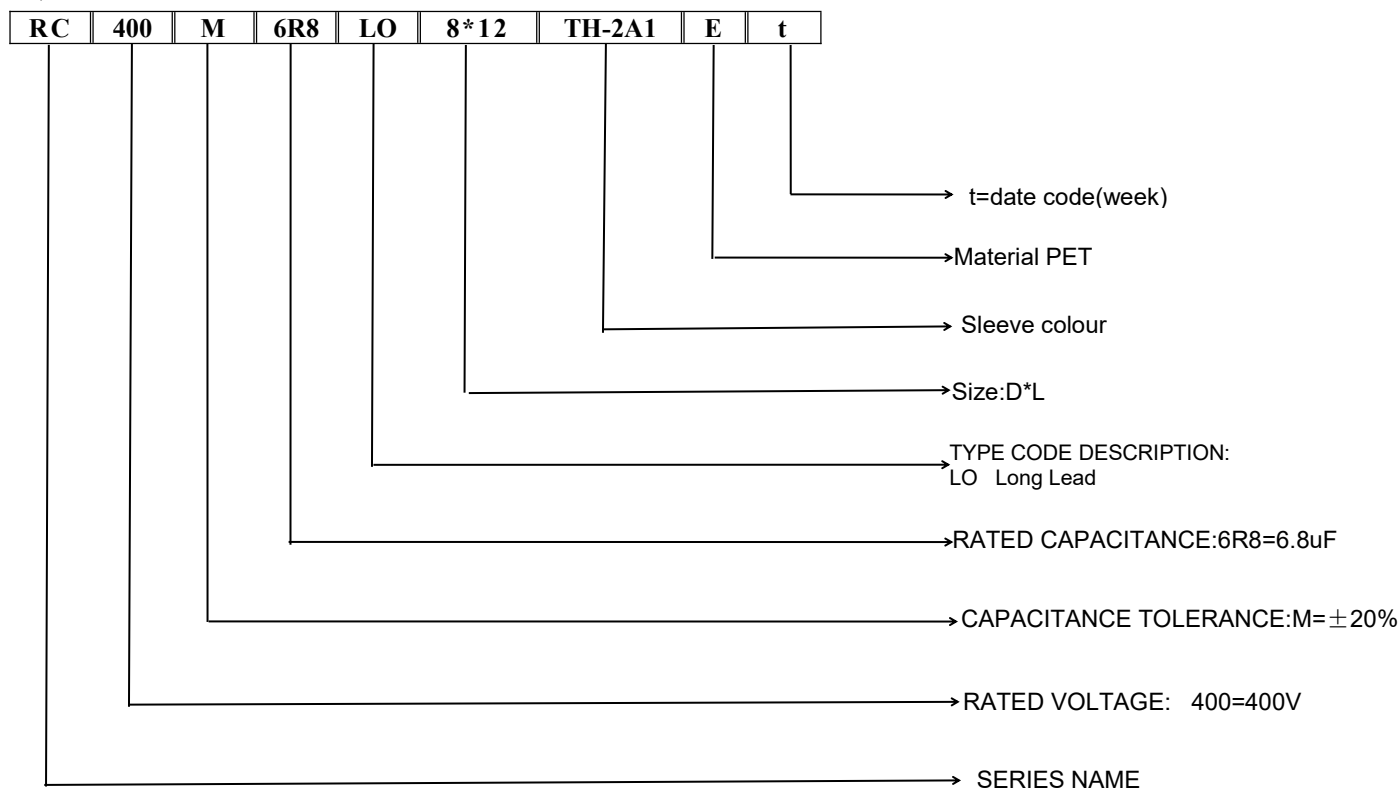 RC 400 M 6R8 LO 8*12 TH-2A1 E t
t=date code(week)
Material PET
Sleeve colour
Size:D*L
TYPE CODE DESCRIPTION:
LO Long Lead
RATED CAPACITANCE:6R8=6.8uF
CAPACITANCE TOLERANCE:M=±20%
RATED VOLTAGE: 400=400V
SERIES NAME